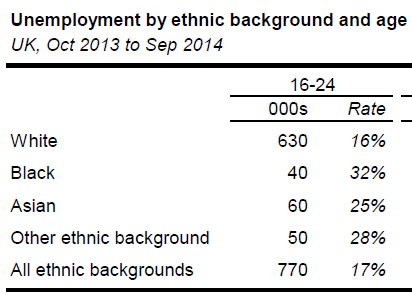 Unemployment by ethnic background and age
UK, Oct 2013 to Sep 2014
16-24
000s Rate
White 630 16%
Black 40 32%
Asian 60 25%
Other ethnic background 50 28%
All ethnic backgrounds 770 17%